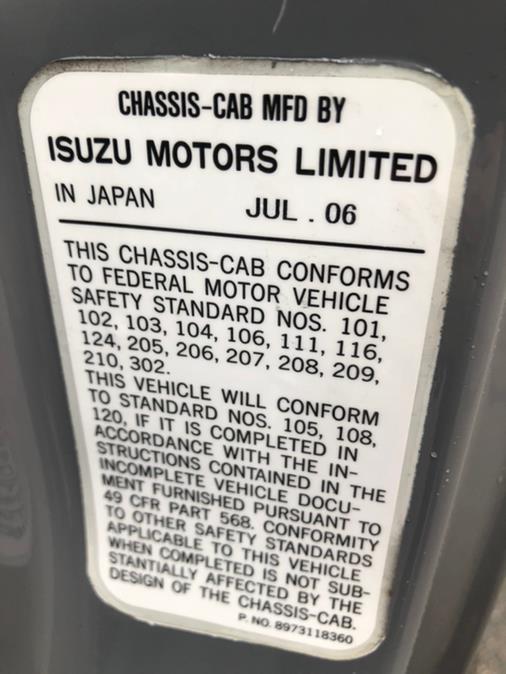 CHASSIS-CAB MFD BY
ISUZU MOTORS LIMITED
IN JAPAN JUL . 06
THIS CHASSIS-CAB CONFORMS
TO FEDERAL MOTOR VEHICLE
SAFETY STANDARD NOS. 101,
102, 103, 104, 106, 111, 116,
124, 205, 206, 207, 208, 209,
210, 302.
THIS VEHICLE WILL CONFORM
TO STANDARD NOS. 105, 108,
120, IF IT IS COMPLETED IN
ACCORDANCE WITH THE IN-
STRUCTIONS CONTAINED IN THE
INCOMPLETE VEHICLE DOCU-
MENT FURNISHED PURSUANT TO
49 CFR PART 568. CONFORMITY
TO OTHER SAFETY STANDARDS
APPLICABLE TO THIS VEHICLE
WHEN COMPLETED IS NOT SUB-
STANTIALLY AFFECTED BY THE
DESIGN OF THE CHASSIS-CAB.
P. NO. 8973118360